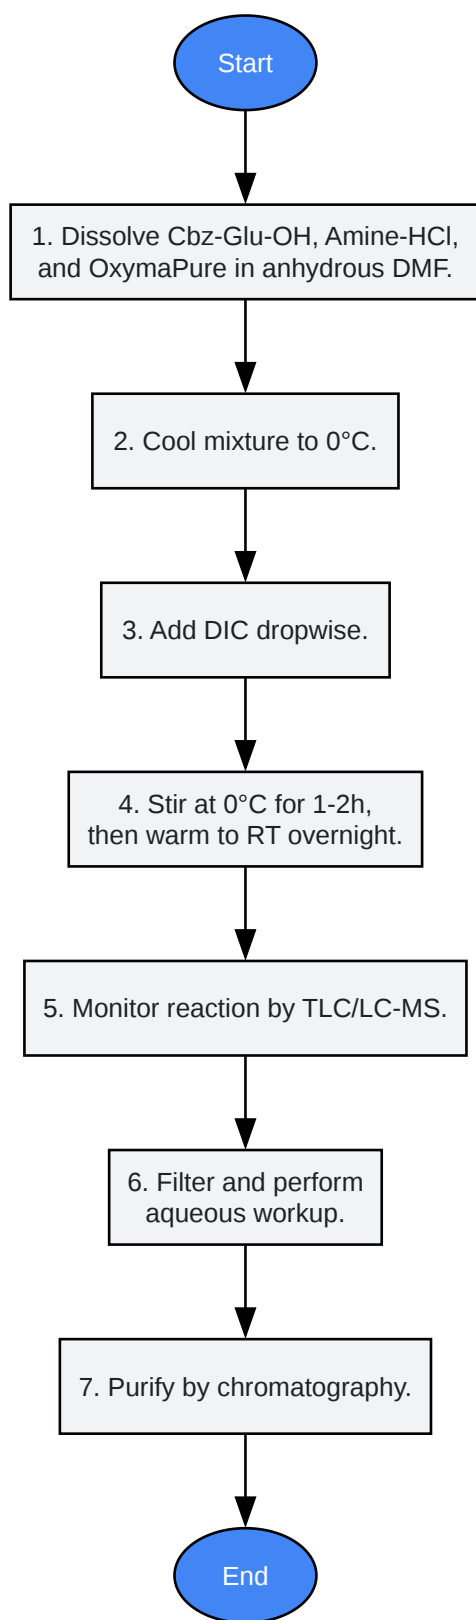 Start
1. Dissolve Cbz-Glu-OH, Amine-HCl,
and OxymaPure in anhydrous DMF.
2. Cool mixture to 0°C.
3. Add DIC dropwise.
4. Stir at 0°C for 1-2h,
then warm to RT overnight.
5. Monitor reaction by TLC/LC-MS.
6. Filter and perform
aqueous workup.
7. Purify by chromatography.
End